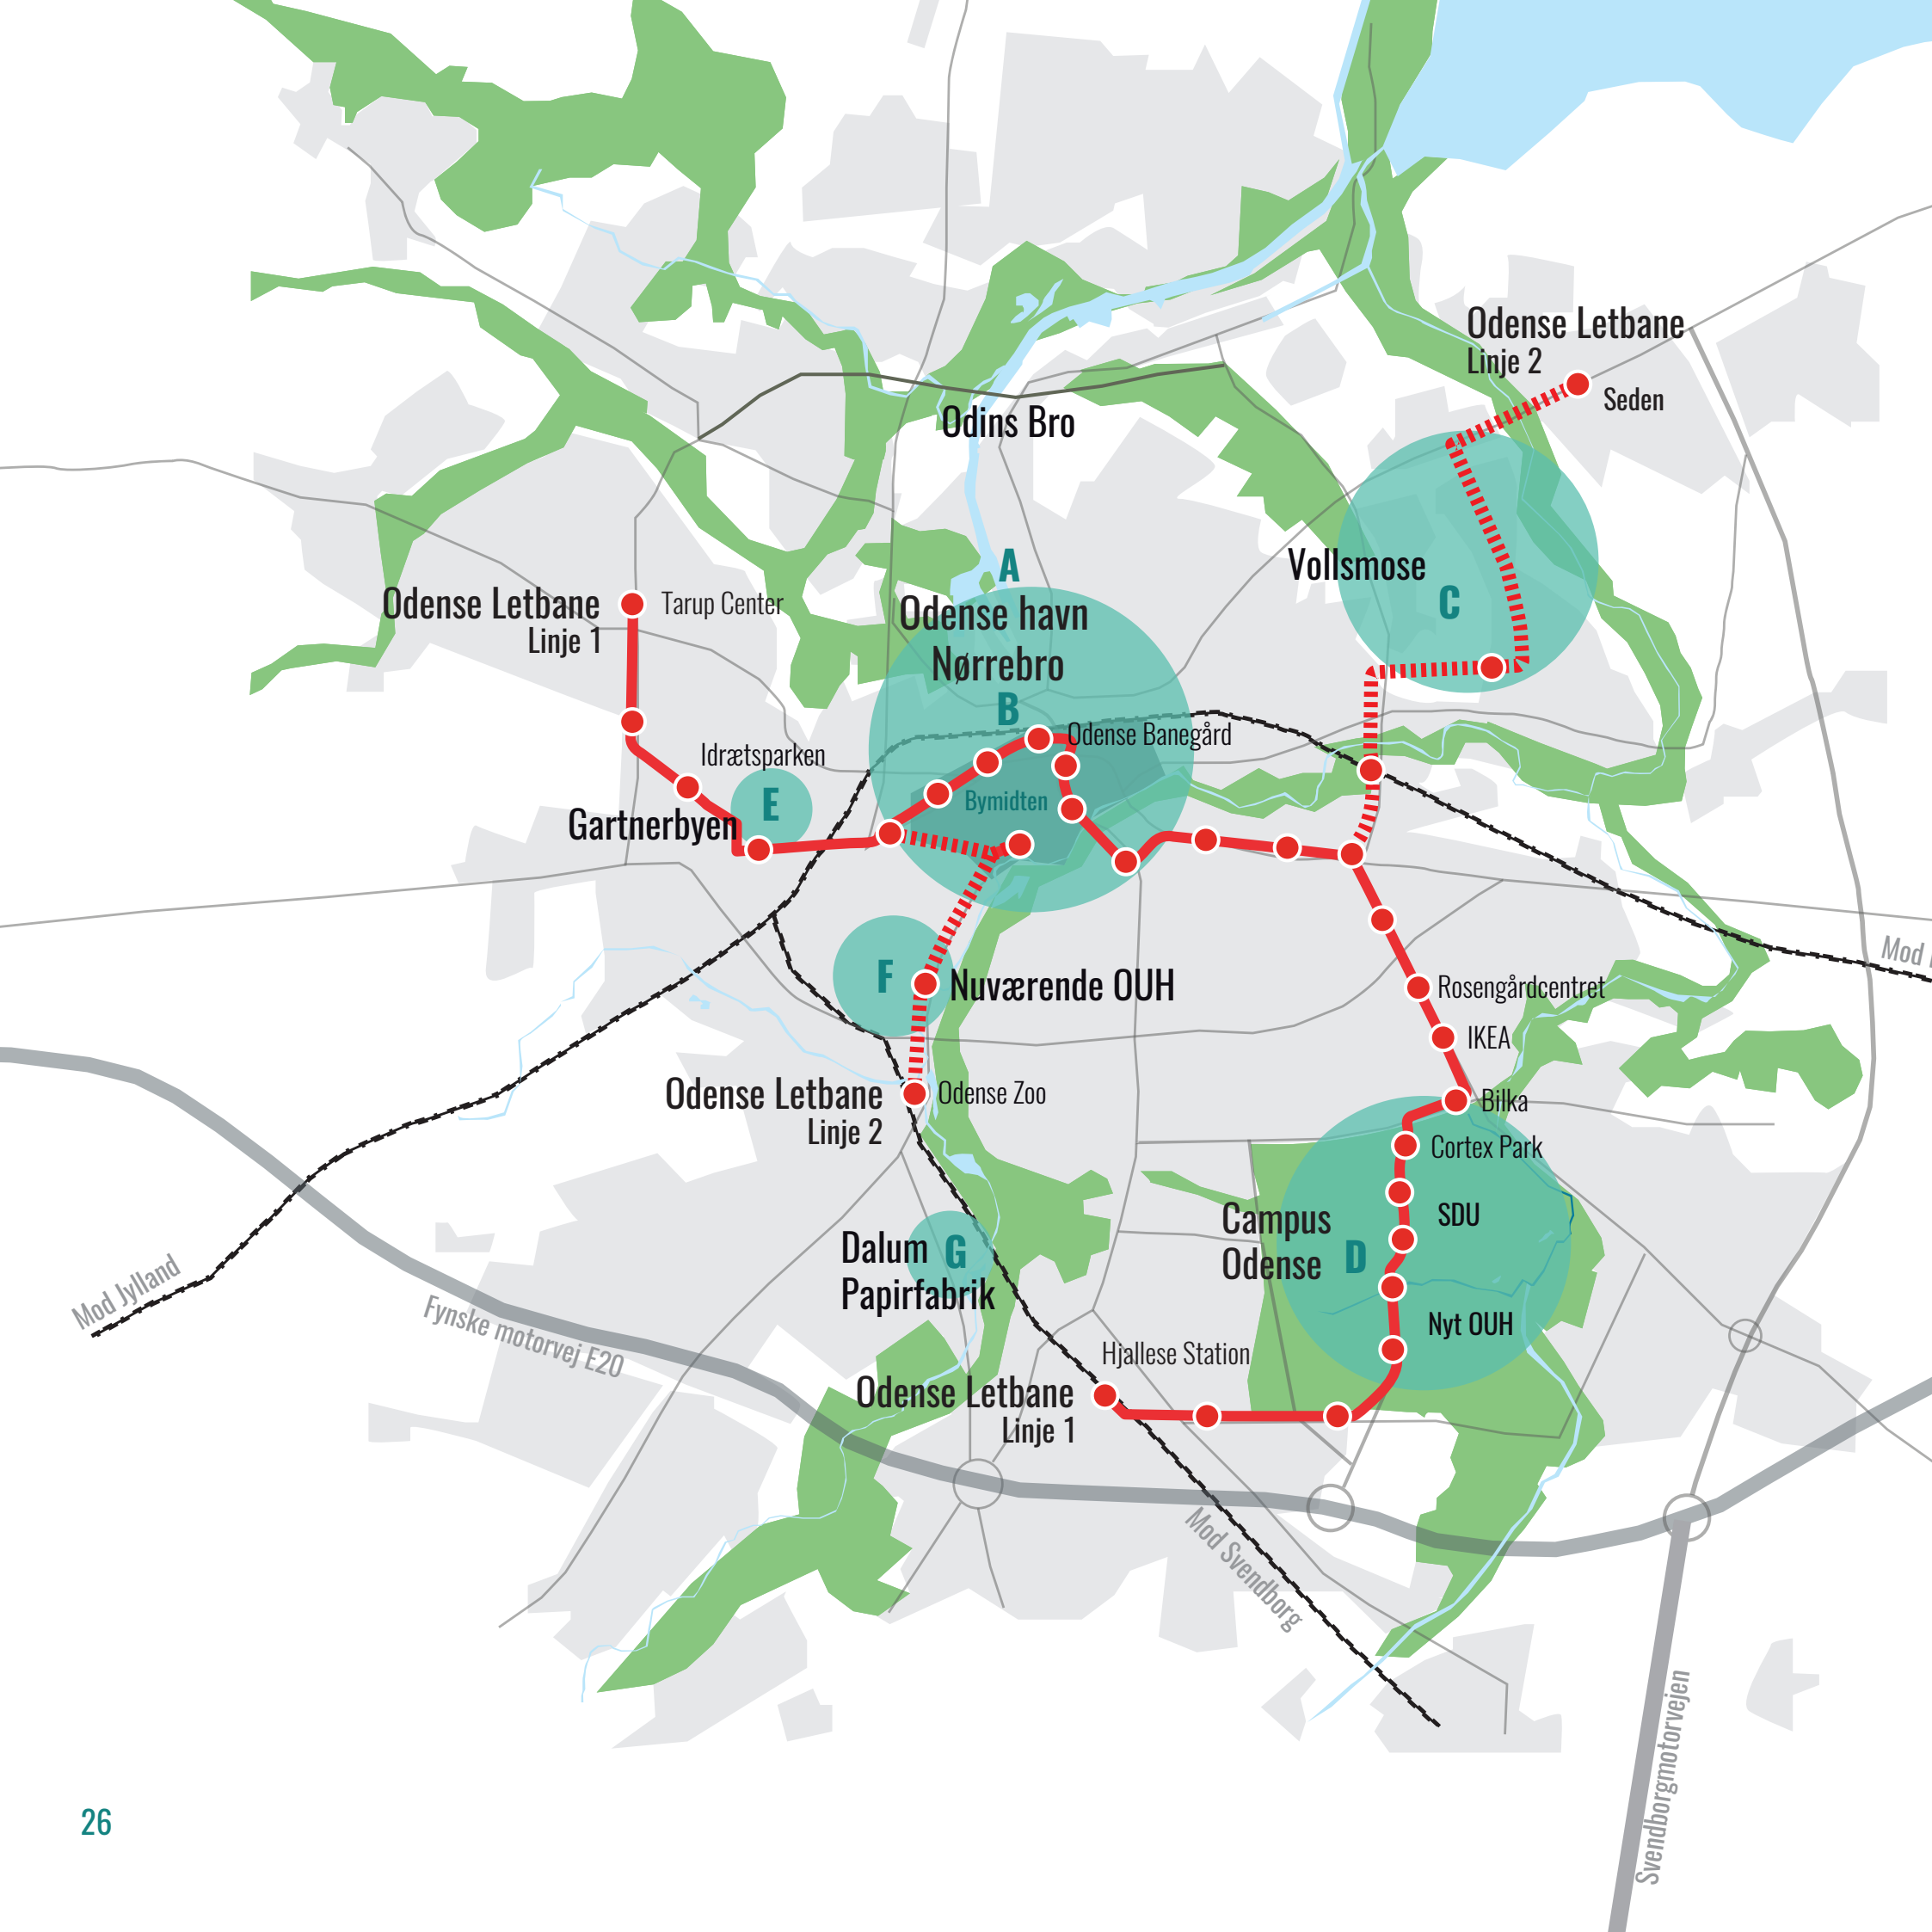 Odense Letbane
Linje 2
Seden
Odins Bro
Vollsmose
C
A
Odense havn
Nørrebro
B
Odense Letbane
Linje 1
Tarup Center
Odense Banegård
Idrætsparken
E
Bymidten
Gartnerbyen
Mod
F
Nuværende OUH
Rosengårdcentret
IKEA
Odense Letbane
Linje 2
Odense Zoo
Bilka
Cortex Park
SDU
Campus
Odense
D
Dalum
G
Papirfabrik
Mod Jylland
Fynske motorvej E20
Nyt OUH
Hjallese Station
Odense Letbane
Linje 1
Mod Svendborg
Svendborgmotorvejen
26